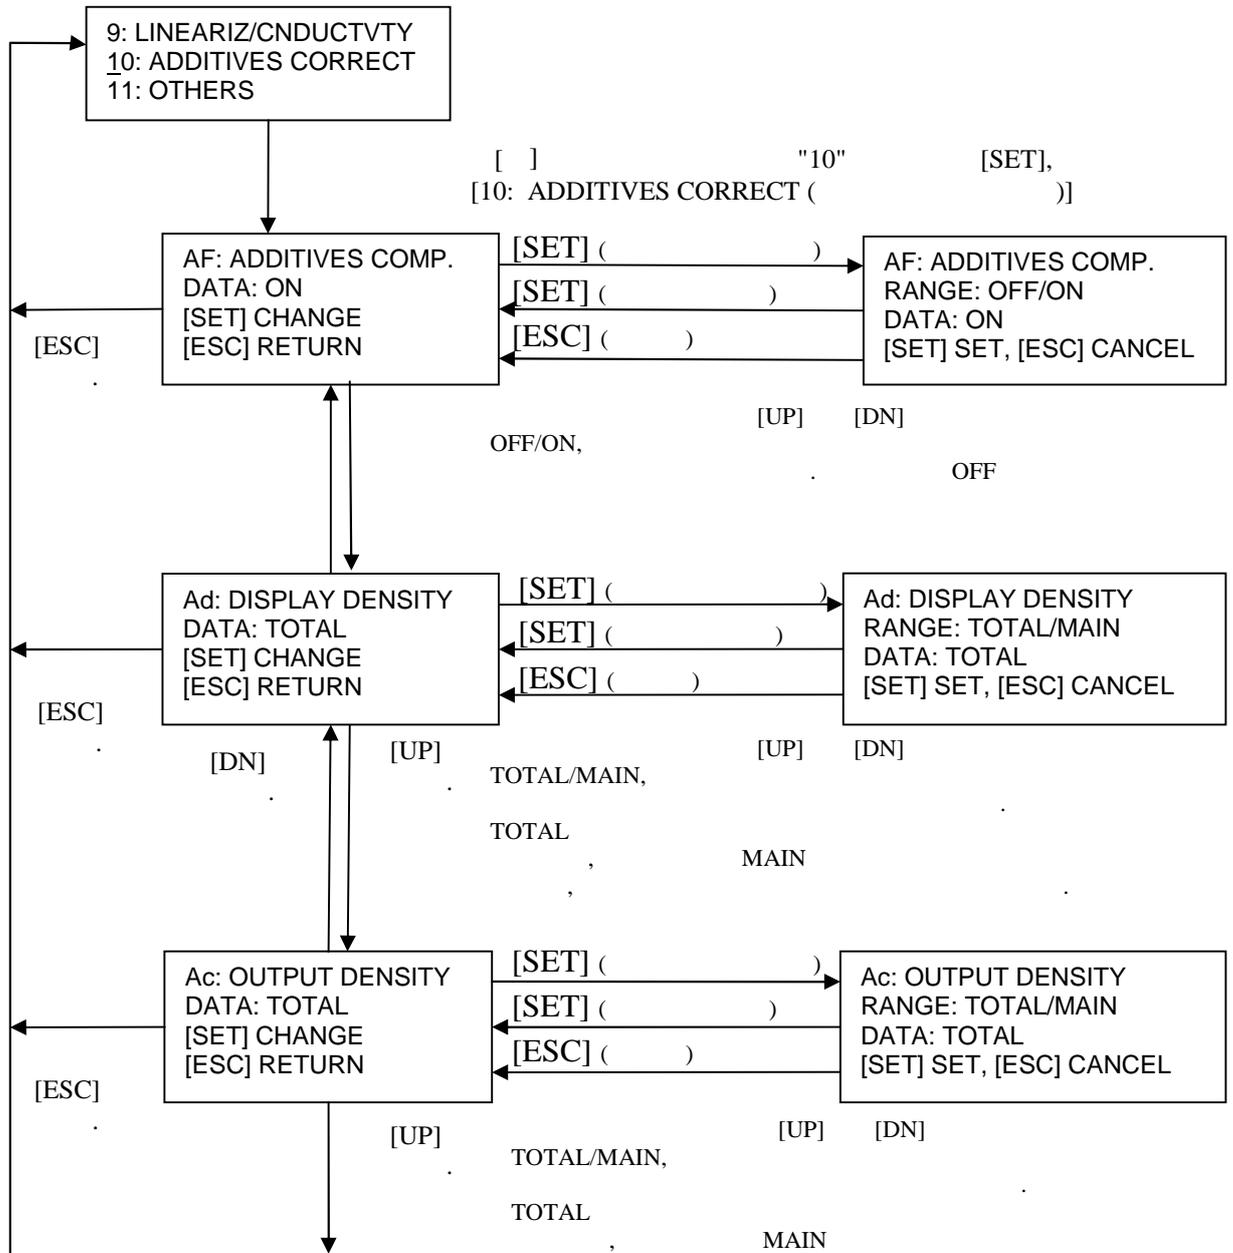 9: LINEARIZ/CNDUCTVTY
10: ADDITIVES CORRECT
11: OTHERS
[ ] "10" [SET],
[10: ADDITIVES CORRECT ( )]
AF: ADDITIVES COMP.
DATA: ON
[SET] CHANGE
[ESC] RETURN
[SET] ( )
[SET] ( )
[ESC] ( )
AF: ADDITIVES COMP.
RANGE: OFF/ON
DATA: ON
[SET] SET, [ESC] CANCEL
[ESC]
.
[UP] [DN]
OFF/ON,
. OFF
Ad: DISPLAY DENSITY
DATA: TOTAL
[SET] CHANGE
[ESC] RETURN
[SET] ( )
[SET] ( )
[ESC] ( )
Ad: DISPLAY DENSITY
RANGE: TOTAL/MAIN
DATA: TOTAL
[SET] SET, [ESC] CANCEL
[ESC]
.
[DN]
.
[UP]
.
[UP] [DN]
TOTAL/MAIN,
.
TOTAL
, MAIN
, .
Ac: OUTPUT DENSITY
DATA: TOTAL
[SET] CHANGE
[ESC] RETURN
[SET] ( )
[SET] ( )
[ESC] ( )
Ac: OUTPUT DENSITY
RANGE: TOTAL/MAIN
DATA: TOTAL
[SET] SET, [ESC] CANCEL
[ESC]
.
[UP]
.
[UP] [DN]
TOTAL/MAIN,
.
TOTAL
, MAIN